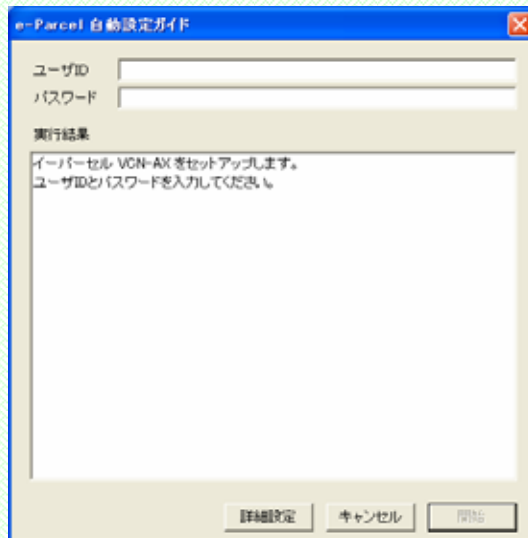 e-Parcel 自動設定ガイド
ユーザID
パスワード
実行結果
イーパーセル VCN-AX をセットアップします。
ユーザIDとパスワードを入力してください。
詳細設定 キャンセル 開始